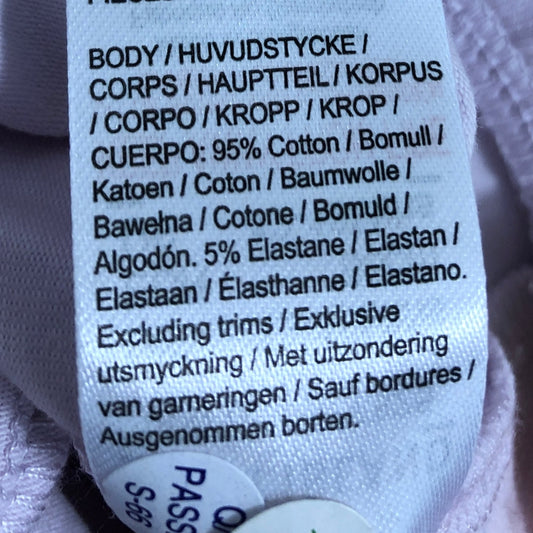 BODY / HUVUDSTYCKE /
CORPS / HAUPTTEIL / KORPUS
/ CORPO / KROPP / KROP /
CUERPO: 95% Cotton / Bomull /
Katoen / Coton / Baumwolle /
Bawełna / Cotone / Bomuld /
Algodón. 5% Elastane / Elastan /
Elastaan / Élasthanne / Elastano.
Excluding trims / Exklusive
utsmyckning / Met uitzondering
van garneringen / Sauf bordures /
Ausgenommen borten.